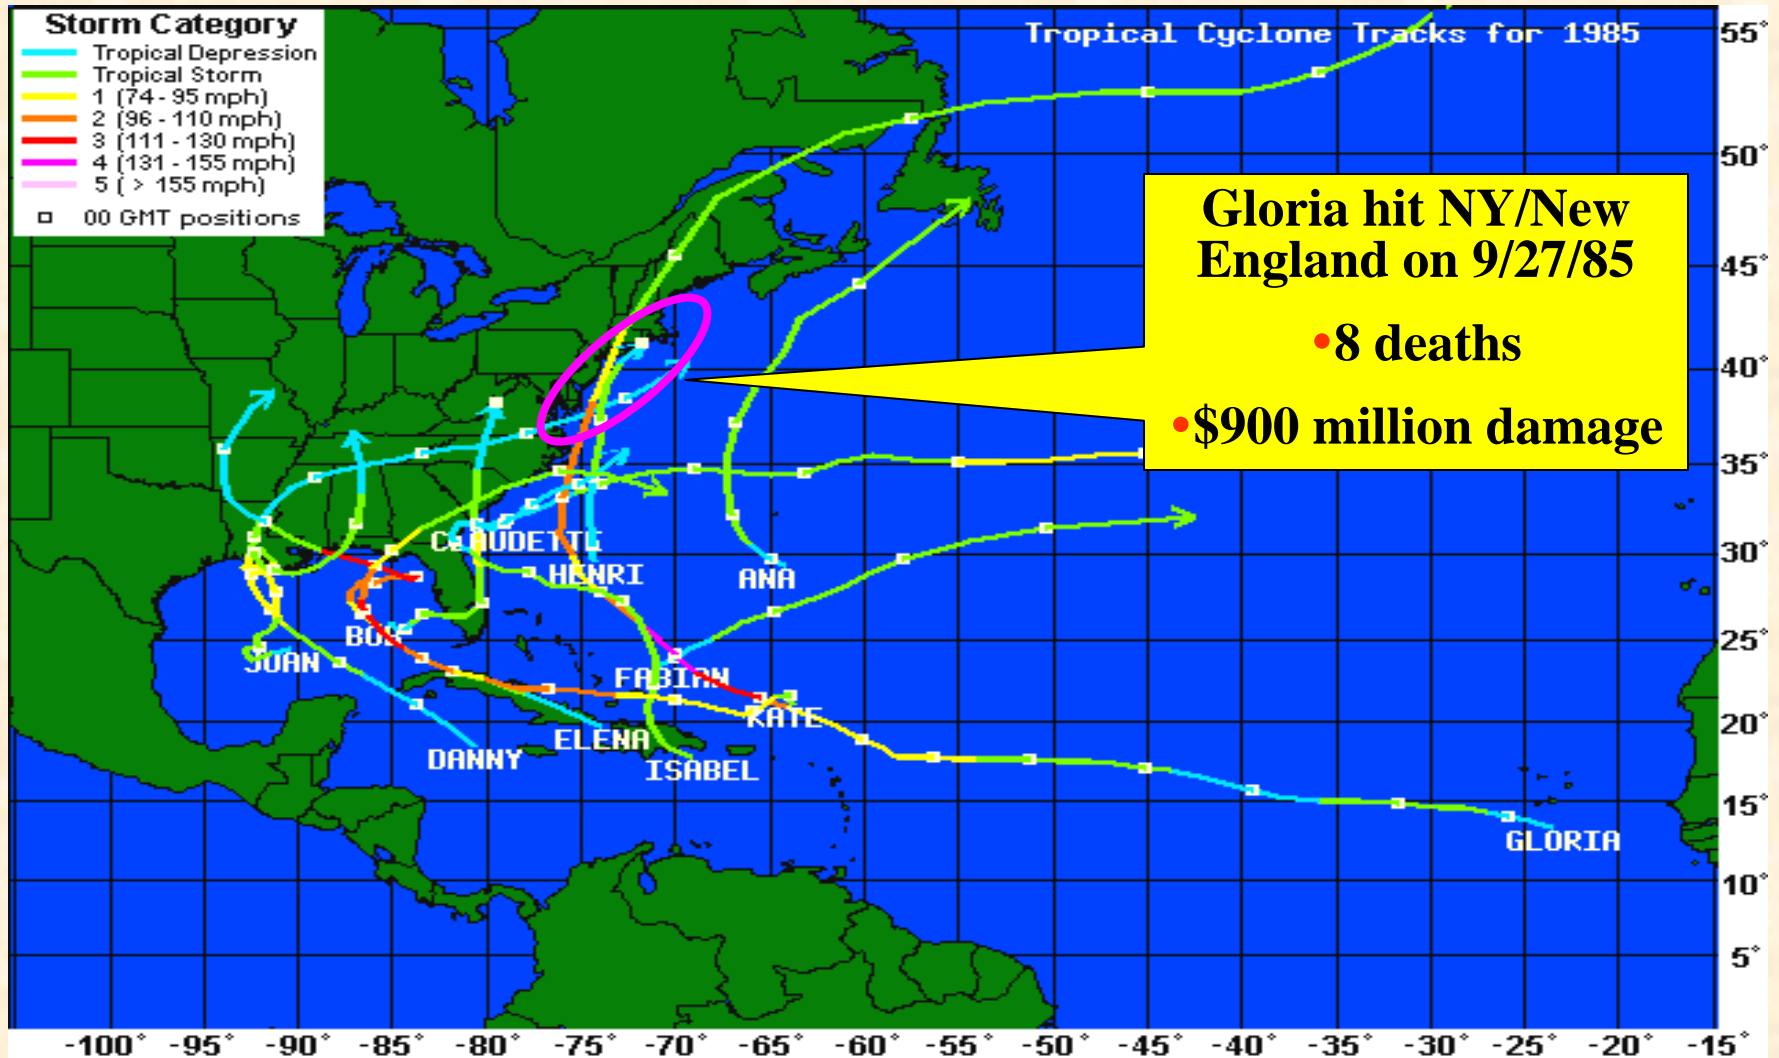 Storm Category
Tropical Depression
Tropical Storm
1 (74 - 95 mph)
2 (96 - 110 mph)
3 (111 - 130 mph)
4 (131 - 155 mph)
5 ( > 155 mph)
00 GMT positions
Tropical Cyclone Tracks for 1985
Gloria hit NY/New
England on 9/27/85
•8 deaths
•$900 million damage
55°
50°
45°
40°
35°
30°
25°
20°
15°
10°
5°
CLAUDETTE
HENRI
ANA
BOB
JUAN
FABIAN
KATE
ELENA
DANNY
ISABEL
GLORIA
-100° -95° -90° -85° -80° -75° -70° -65° -60° -55° -50° -45° -40° -35° -30° -25° -20° -15°